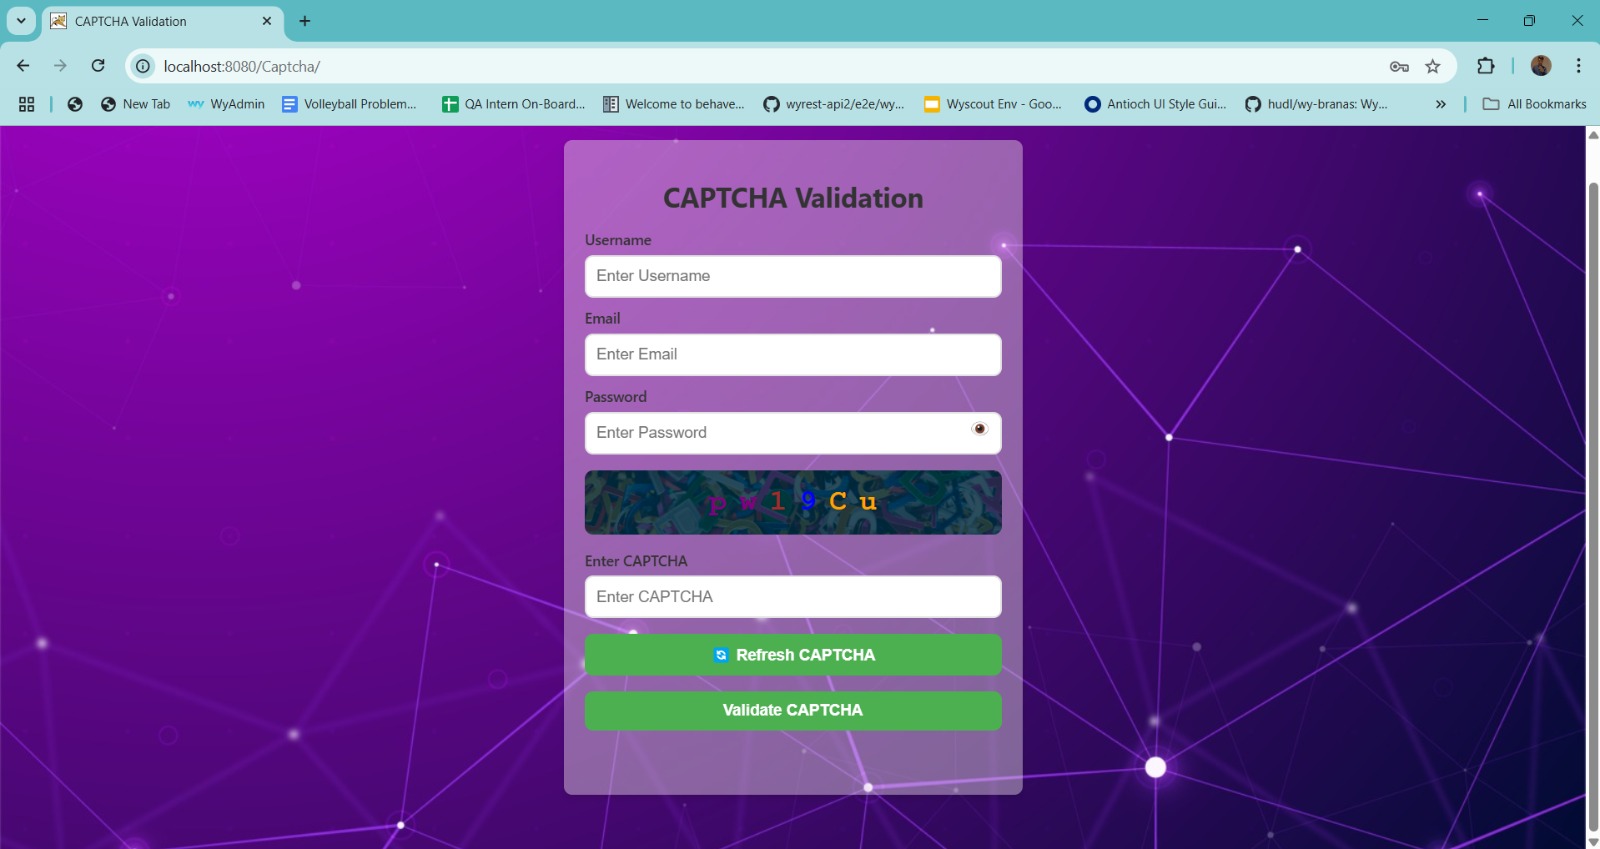 CAPTCHA Validation
localhost:8080/Captcha/
New Tab
WyAdmin
Volleyball Problem...
QA Intern On-Board...
Welcome to behave...
wyrest-api2/e2e/wy...
Wyscout Env - Goo...
Antioch UI Style Gui...
hudl/wy-branas: Wy...
All Bookmarks
CAPTCHA Validation
Username
Enter Username
Email
Enter Email
Password
Enter Password
p w 1 9 C u
Enter CAPTCHA
Enter CAPTCHA
Refresh CAPTCHA
Validate CAPTCHA